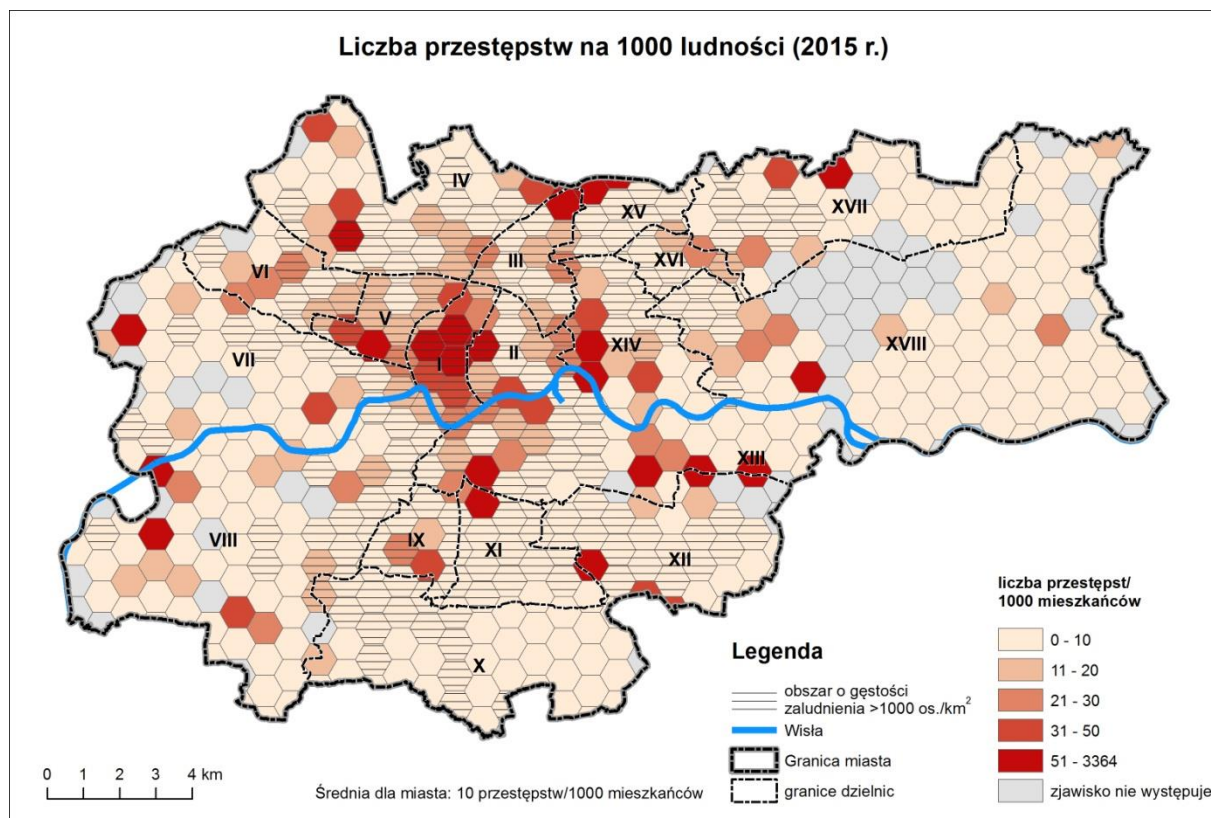 Liczba przestępstw na 1000 ludności (2015 r.)
IV
XV
XVII
III
XVI
VI
V
II
XIV
XVIII
VII
I
XIII
VIII
IX
XI
XII
X
Legenda
obszar o gęstości
zaludnienia >1000 os./km²
Wisła
Granica miasta
granice dzielnic
liczba przestępst/
1000 mieszkańców
0 - 10
11 - 20
21 - 30
31 - 50
51 - 3364
zjawisko nie występuje
0 1 2 3 4 km
Średnia dla miasta: 10 przestępstw/1000 mieszkańców